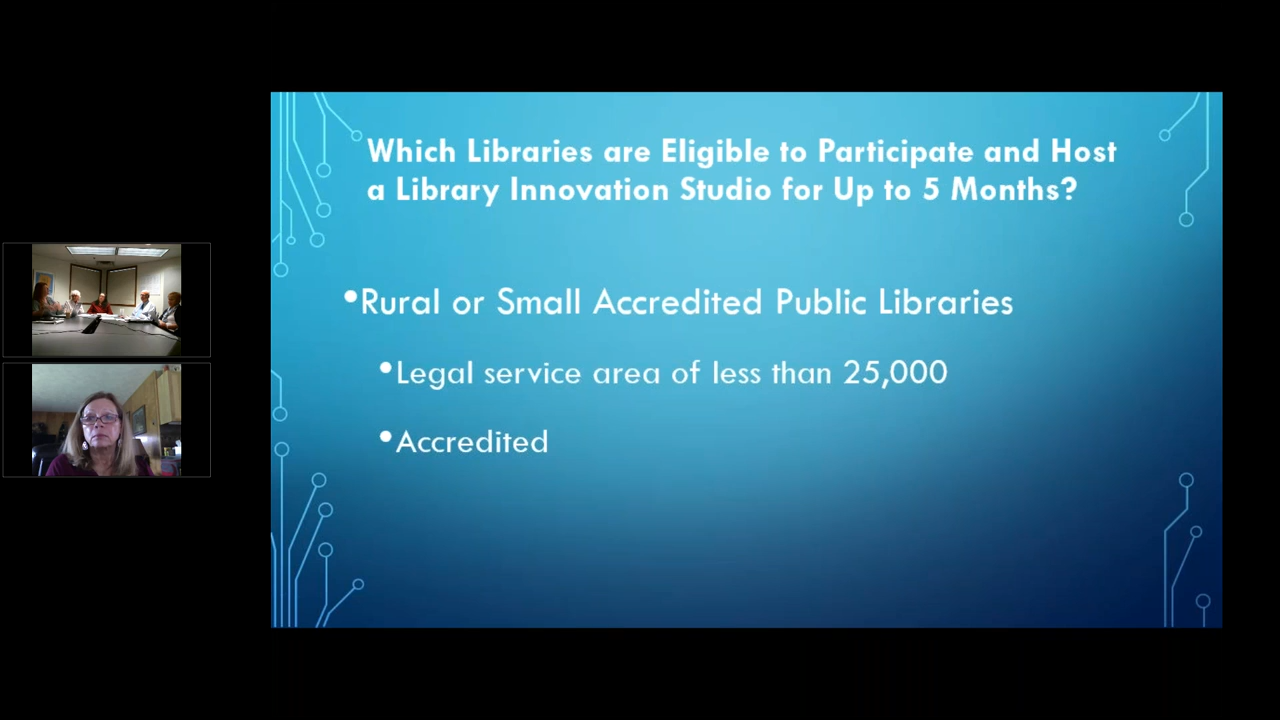 Which Libraries are Eligible to Participate and Host
a Library Innovation Studio for Up to 5 Months?
•Rural or Small Accredited Public Libraries
•Legal service area of less than 25,000
•Accredited